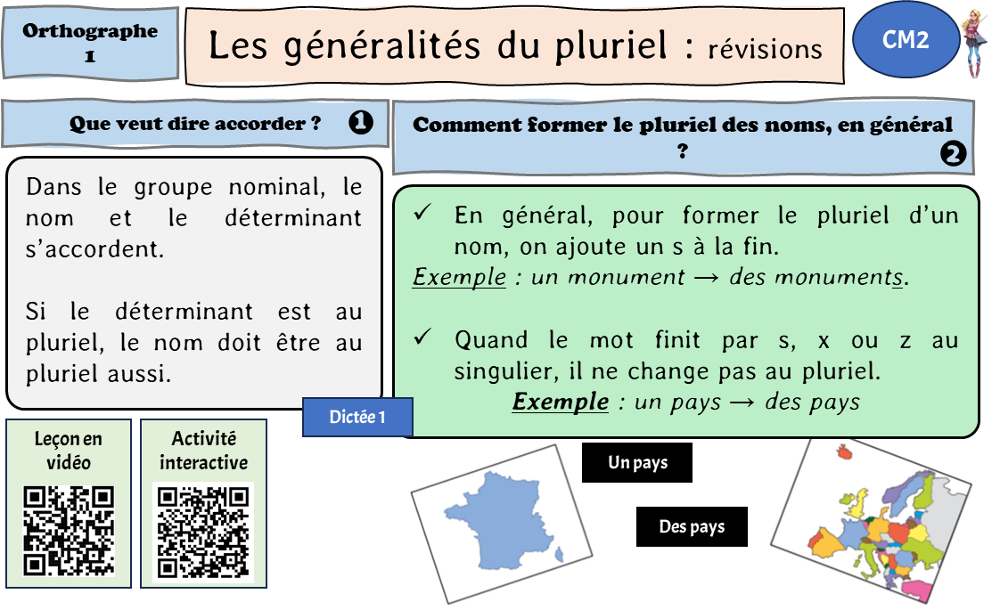 Orthographe
1
Les généralités du pluriel : révisions
CM2
Que veut dire accorder ? ❶
Dans le groupe nominal, le
nom et le déterminant
s’accordent.
Si le déterminant est au
pluriel, le nom doit être au
pluriel aussi.
Comment former le pluriel des noms, en général
?
❷
✓ En général, pour former le pluriel d’un
nom, on ajoute un s à la fin.
Exemple : un monument → des monuments.
✓ Quand le mot finit par s, x ou z au
singulier, il ne change pas au pluriel.
Exemple : un pays → des pays
Dictée 1
Leçon en
vidéo
Activité
interactive
Un pays
Des pays